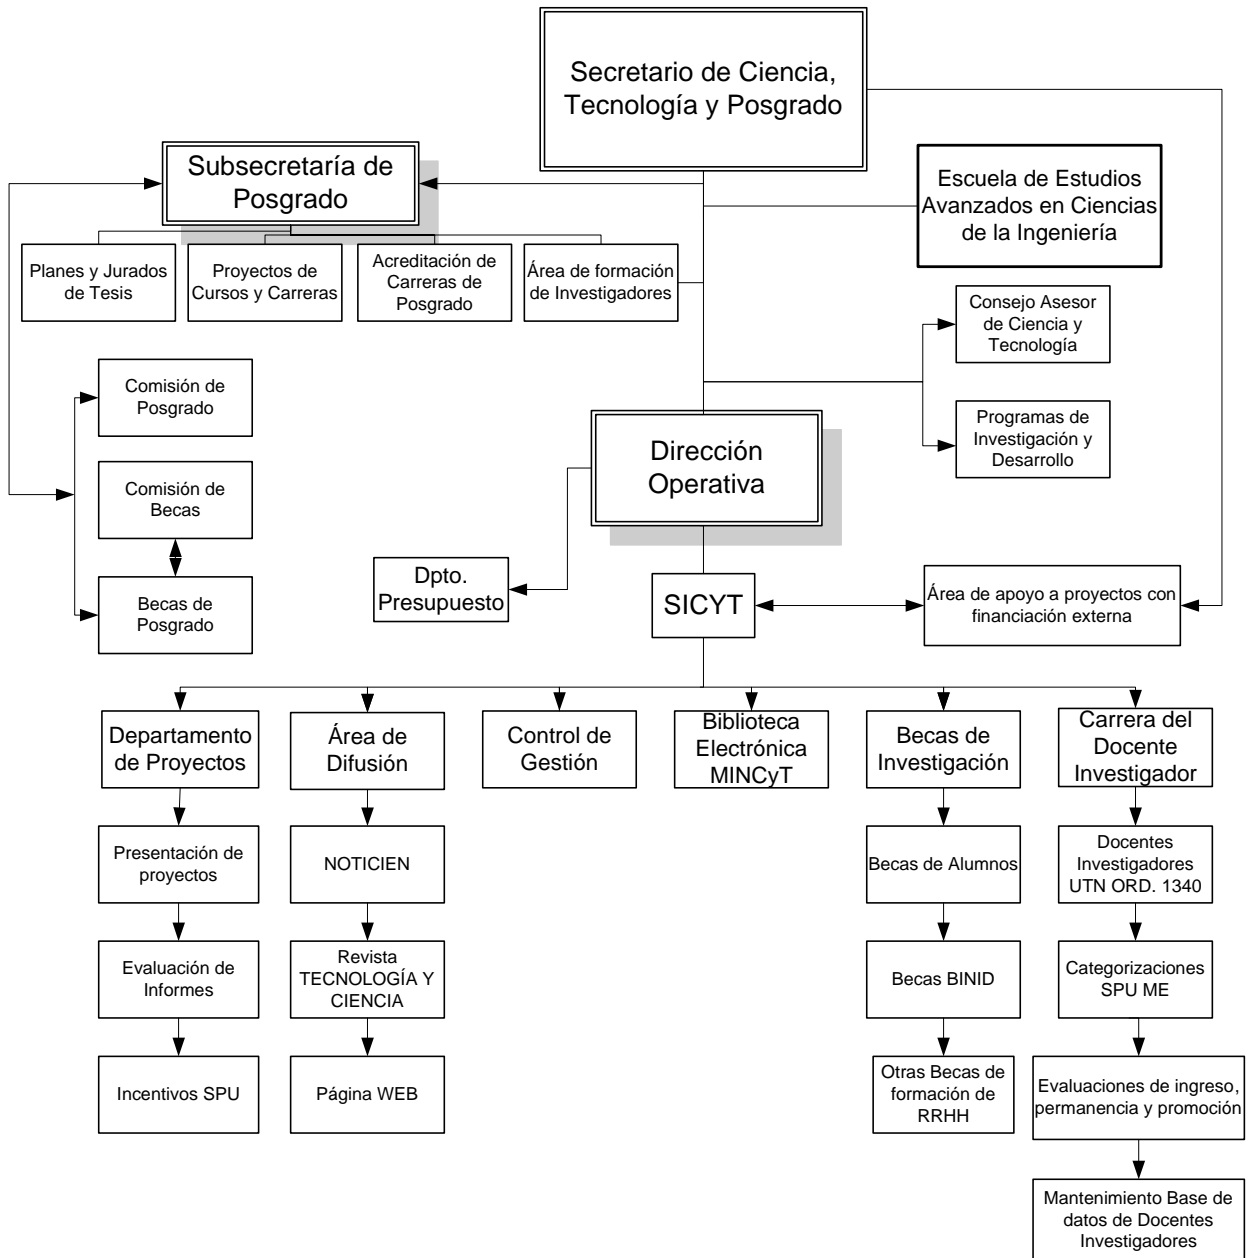 Secretario de Ciencia,
Tecnología y Posgrado
Subsecretaría de
Posgrado
Escuela de Estudios
Avanzados en Ciencias
de la Ingeniería
Planes y Jurados
de Tesis
Proyectos de
Cursos y Carreras
Acreditación de
Carreras de
Posgrado
Área de formación
de Investigadores
Consejo Asesor
de Ciencia y
Tecnología
Comisión de
Posgrado
Programas de
Investigación y
Desarrollo
Dirección
Operativa
Comisión de
Becas
Dpto.
Presupuesto
SICYT
Área de apoyo a proyectos con
financiación externa
Becas de
Posgrado
Departamento
de Proyectos
Área de
Difusión
Control de
Gestión
Biblioteca
Electrónica
MINCyT
Becas de
Investigación
Carrera del
Docente
Investigador
Presentación de
proyectos
NOTICIEN
Becas de Alumnos
Docentes
Investigadores
UTN ORD. 1340
Evaluación de
Informes
Revista
TECNOLOGÍA Y
CIENCIA
Becas BINID
Categorizaciones
SPU ME
Incentivos SPU
Página WEB
Otras Becas de
formación de
RRHH
Evaluaciones de ingreso,
permanencia y promoción
Mantenimiento Base de
datos de Docentes
Investigadores